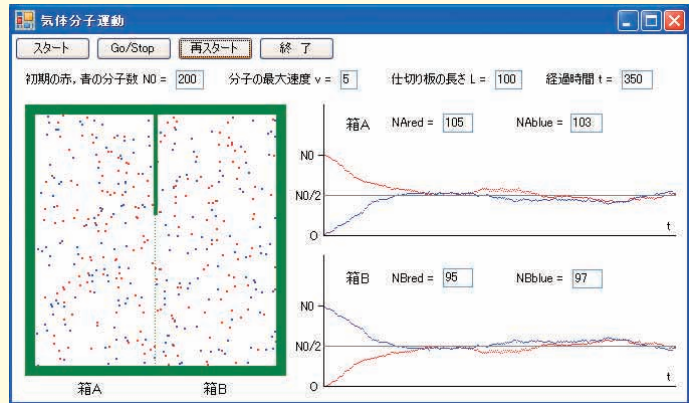 気体分子運動
スタート Go/Stop 再スタート 終 了
初期の赤, 青の分子数 N0 = 200 分子の最大速度 v = 5 仕切り板の長さ L = 100 経過時間 t = 350
箱A NAred = 105 NAblue = 103
N0
N0/2
O
t
箱B NBred = 95 NBblue = 97
N0
N0/2
O
t
箱A 箱B